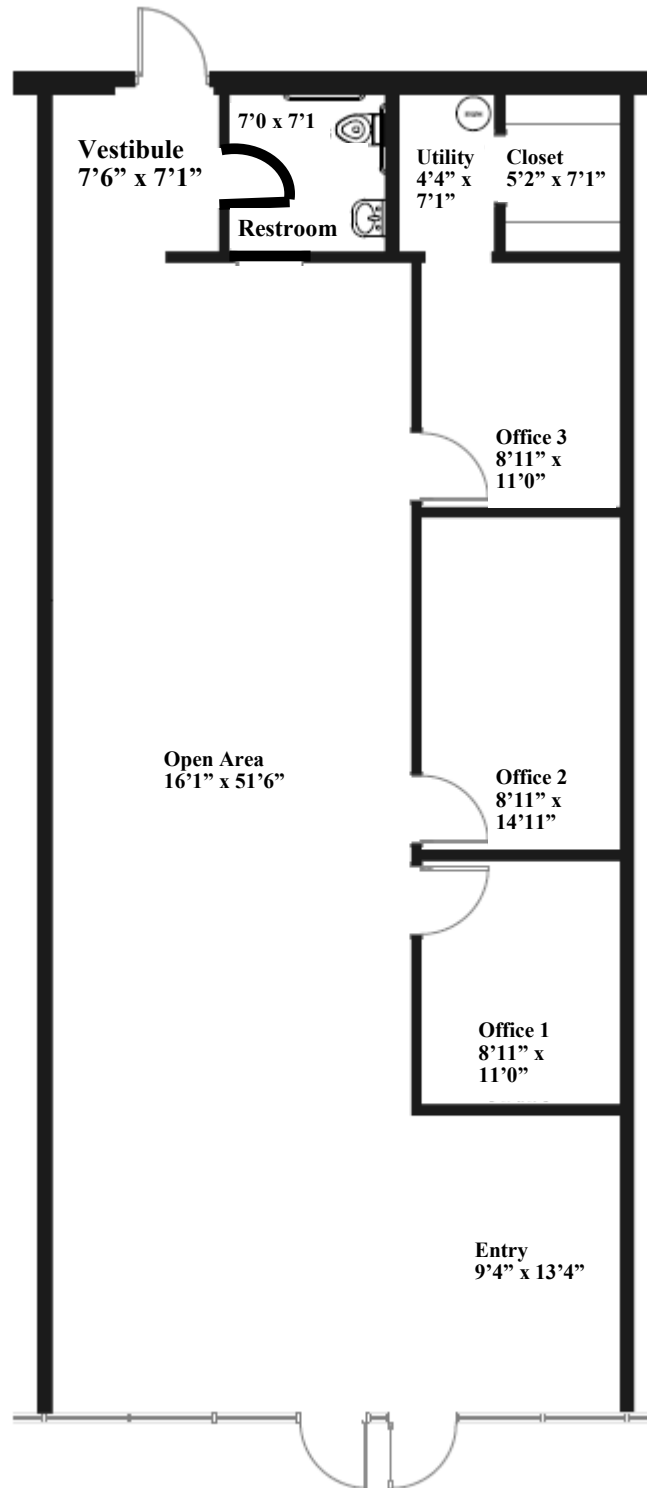 7’0 x 7’1
Vestibule
7’6” x 7’1”
Utility
4’4” x
7’1”
Closet
5’2” x 7’1”
Restroom
Office 3
8’11” x
11’0”
Open Area
16’1” x 51’6”
Office 2
8’11” x
14’11”
Office 1
8’11” x
11’0”
Entry
9’4” x 13’4”